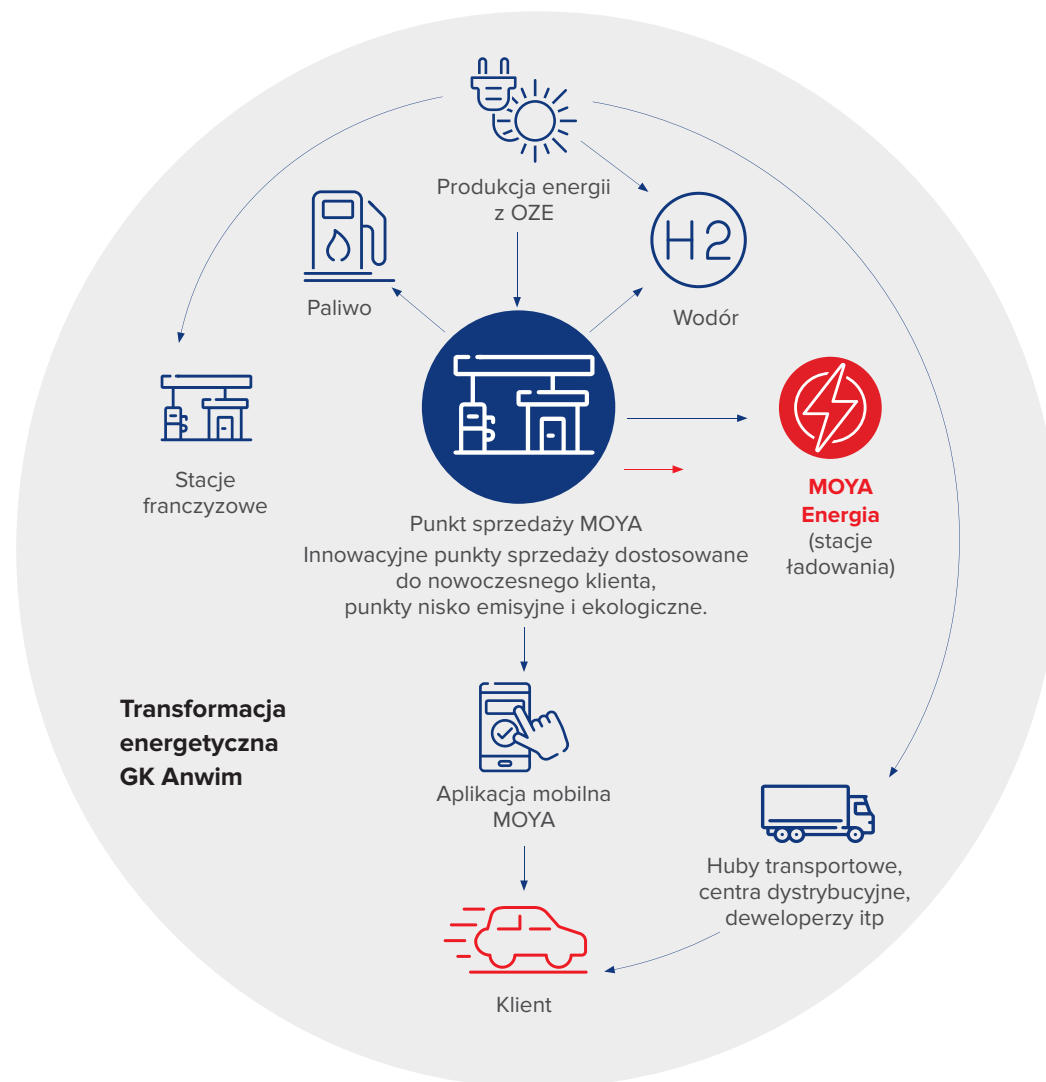 Produkcja energii
z OZE
H2
Paliwo
Wodór
Stacje
franczyzowe
MOYA
Energia
(stacje
ładowania)
Punkt sprzedaży MOYA
Innowacyjne punkty sprzedaży dostosowane
do nowoczesnego klienta,
punkty nisko emisyjne i ekologiczne.
Transformacja
energetyczna
GK Anwim
Aplikacja mobilna
MOYA
Huby transportowe,
centra dystrybucyjne,
deweloperzy itp
Klient